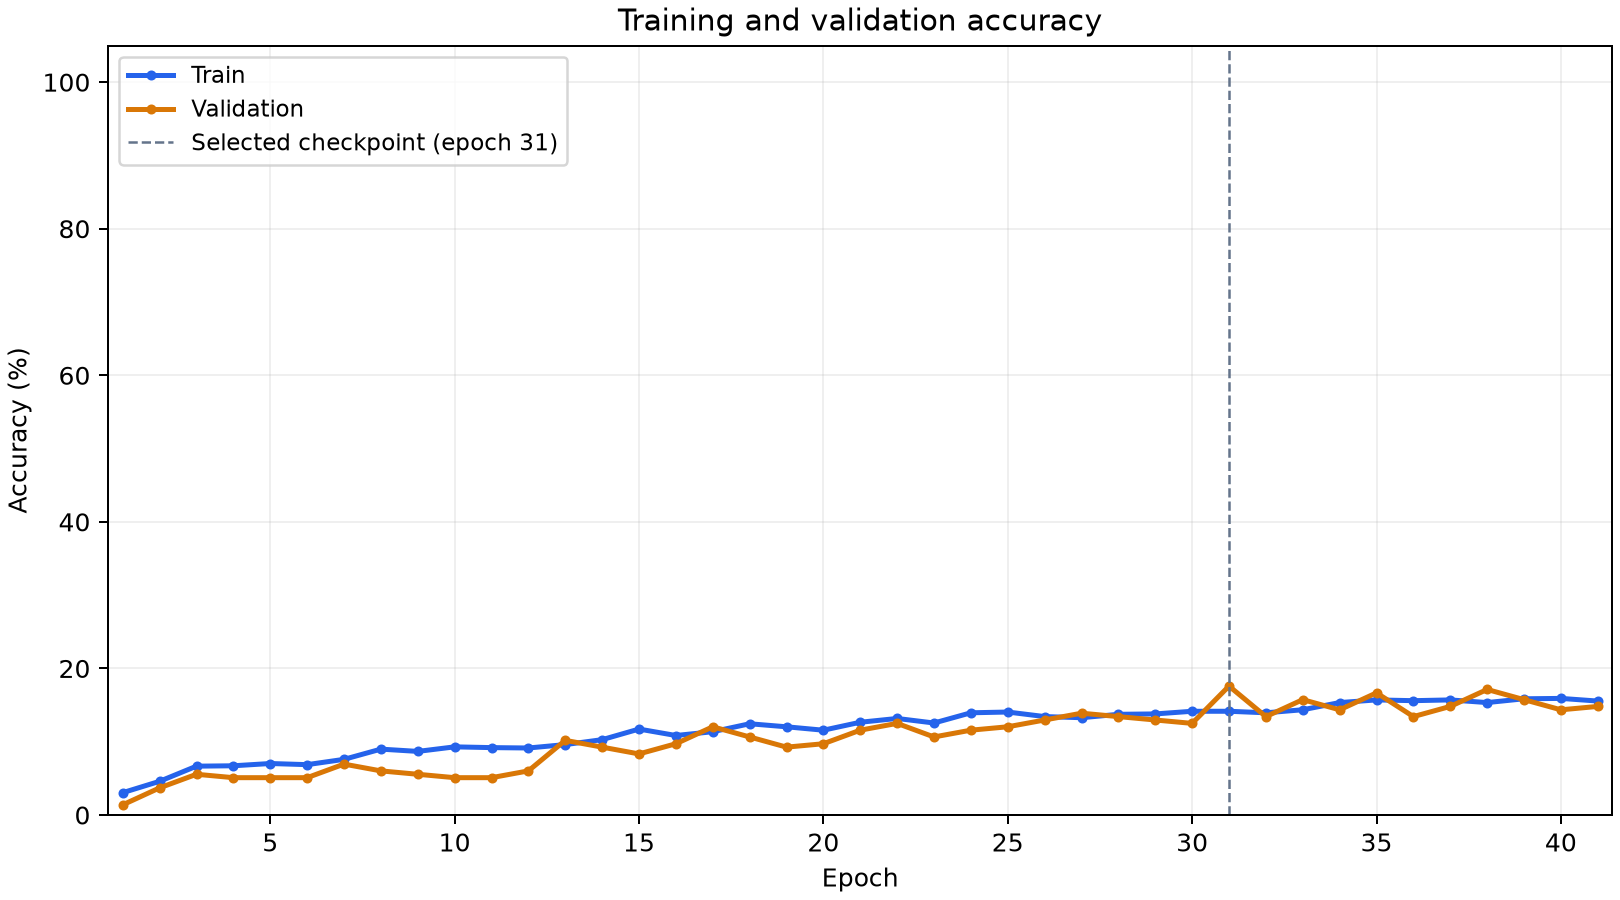 Training and validation accuracy
Train
Validation
Selected checkpoint (epoch 31)
100
80
60
40
20
0
Accuracy (%)
5 10 15 20 25 30 35 40
Epoch